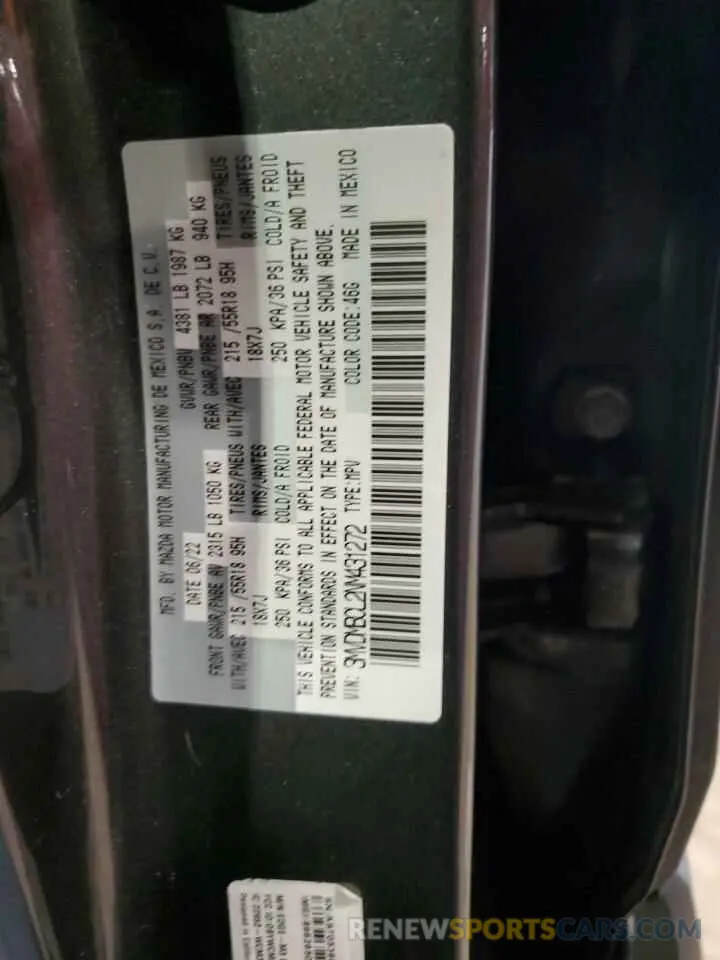 MFD. BY MAZDA MOTOR MANUFACTURING DE MEXICO S.A. DE C.V.
DATE 06/22 GVWR/PNBV 4381 LB 1987 KG
FRONT GAWR/PNBE AV 2315 LB 1050 KG REAR GAWR/PNBE AR 2072 LB 940 KG
WITH/AVEC 215 /55R18 95H TIRES/PNEUS WITH/AVEC 215 /55R18 95H TIRES/PNEUS
18X7J RIMS/JANTES 18X7J RIMS/JANTES
250 KPA/36 PSI COLD/A FROID 250 KPA/36 PSI COLD/A FROID
THIS VEHICLE CONFORMS TO ALL APPLICABLE FEDERAL MOTOR VEHICLE SAFETY AND THEFT
PREVENTION STANDARDS IN EFFECT ON THE DATE OF MANUFACTURE SHOWN ABOVE.
VIN: 3MVDMBCL2NM431272 TYPE:MPV COLOR CODE:46G MADE IN MEXICO
RENEWSPORTSCARS.COM